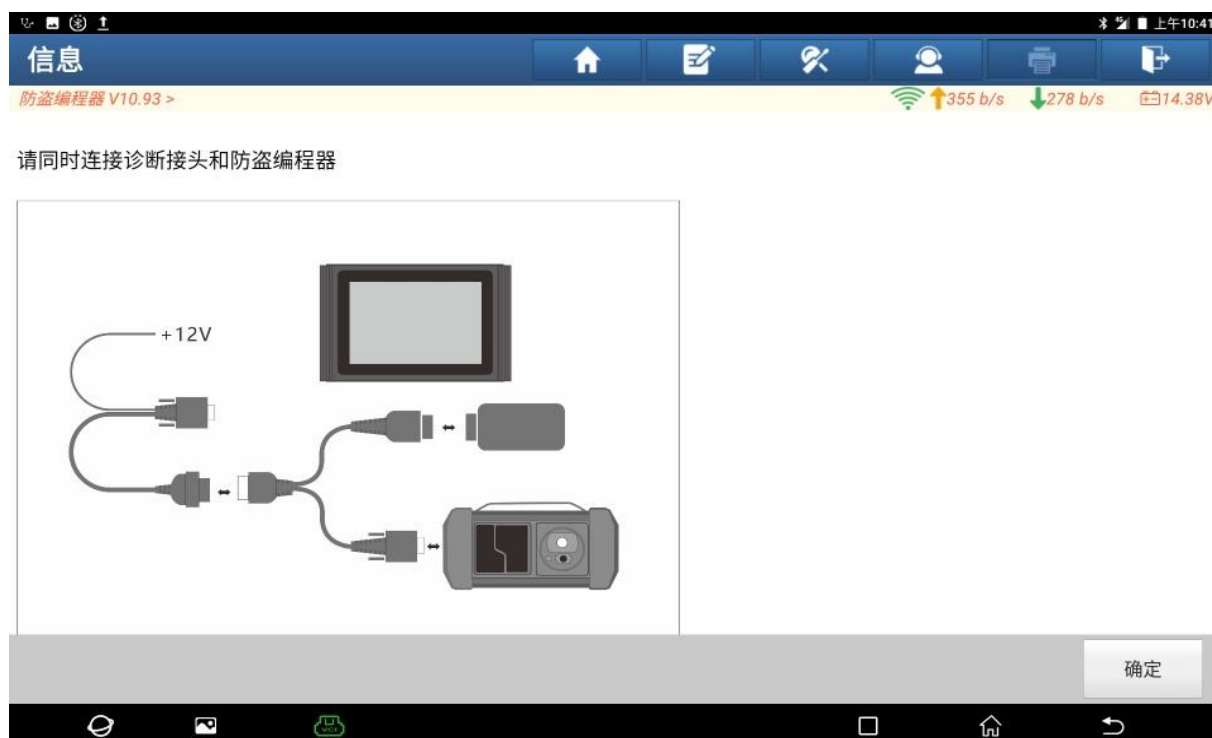 上午10:41
信息
防盗编程器 V10.93 >
355 b/s 278 b/s 14.38V
请同时连接诊断接头和防盗编程器
+12V
确定
VCI